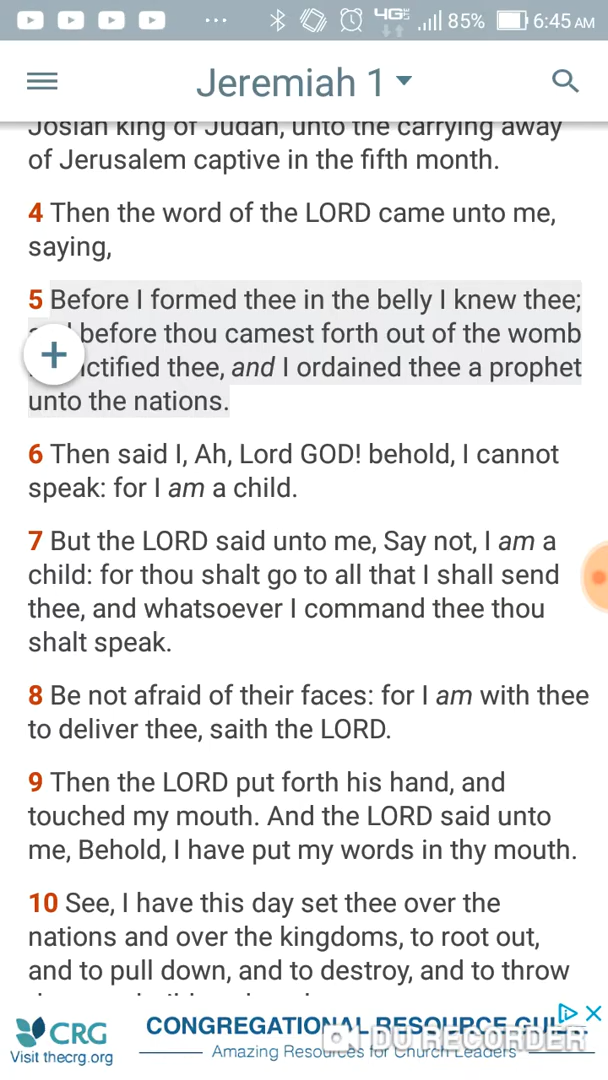 4G 85% 6:45 AM
Jeremiah 1
Josiah king of Judah, unto the carrying away
of Jerusalem captive in the fifth month.
4 Then the word of the LORD came unto me,
saying,
5 Before I formed thee in the belly I knew thee;
before thou camest forth out of the womb
ctified thee, and I ordained thee a prophet
unto the nations.
6 Then said I, Ah, Lord GOD! behold, I cannot
speak: for I am a child.
7 But the LORD said unto me, Say not, I am a
child: for thou shalt go to all that I shall send
thee, and whatsoever I command thee thou
shalt speak.
8 Be not afraid of their faces: for I am with thee
to deliver thee, saith the LORD.
9 Then the LORD put forth his hand, and
touched my mouth. And the LORD said unto
me, Behold, I have put my words in thy mouth.
10 See, I have this day set thee over the
nations and over the kingdoms, to root out,
and to pull down, and to destroy, and to throw
CRG
Visit thecrg.org
CONGREGATIONAL RESOURCE GUI
Amazing Resources for Church Leaders
DU RECORDER